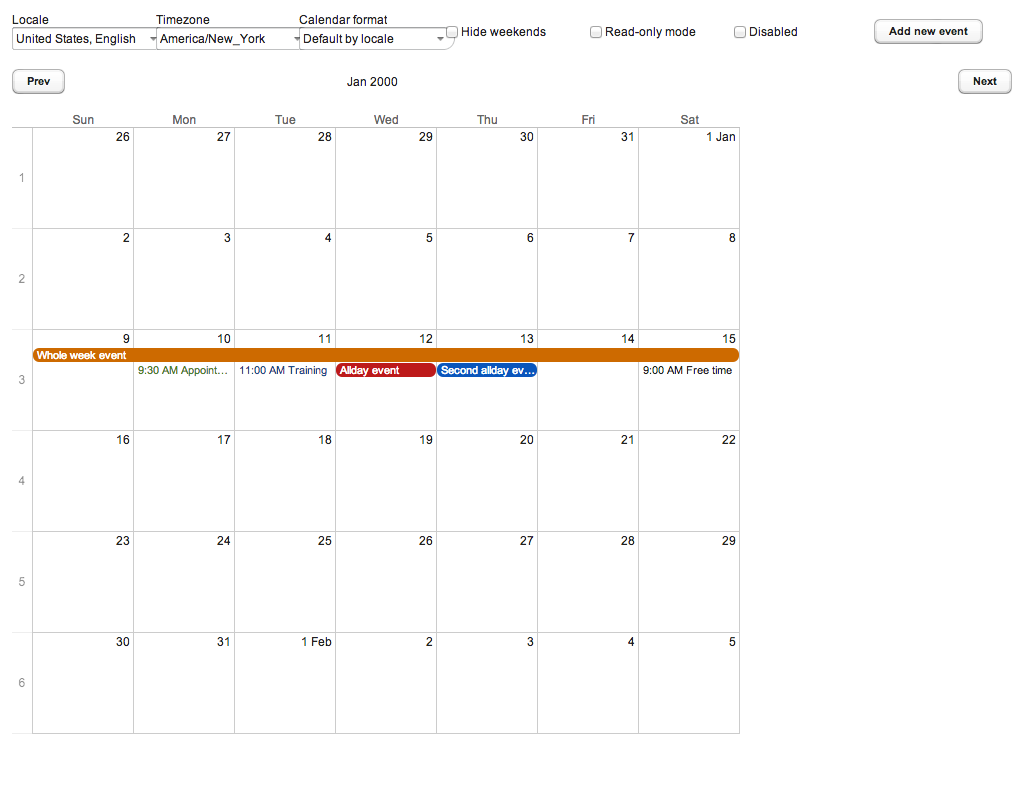 Locale Timezone Calendar format
United States, English America/New_York Default by locale Hide weekends Read-only mode Disabled Add new event
Prev Jan 2000 Next
Sun Mon Tue Wed Thu Fri Sat
26 27 28 29 30 31 1 Jan
1
2 3 4 5 6 7 8
2
9 10 11 12 13 14 15
Whole week event
9:30 AM Appoint... 11:00 AM Training Allday event Second allday ev... 9:00 AM Free time
3
16 17 18 19 20 21 22
4
23 24 25 26 27 28 29
5
30 31 1 Feb 2 3 4 5
6